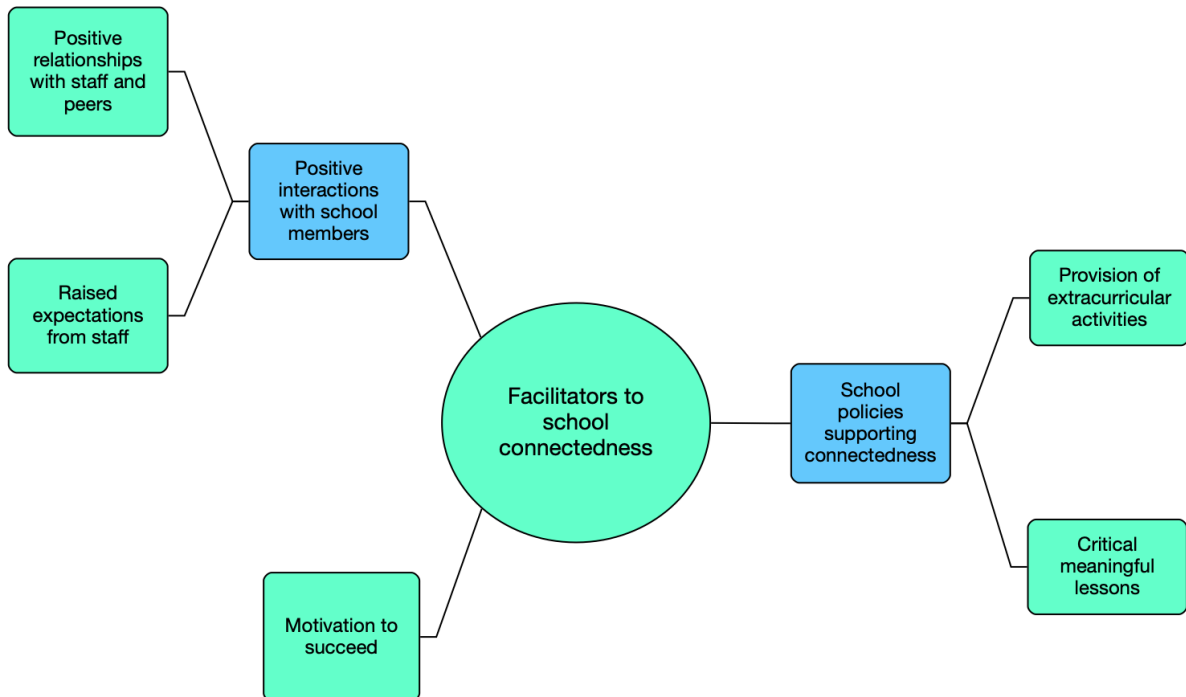 Positive
relationships
with staff and
peers
Positive
interactions
with school
members
Raised
expectations
from staff
Facilitators to
school
connectedness
Motivation to
succeed
School
policies
supporting
connectedness
Provision of
extracurricular
activities
Critical
meaningful
lessons